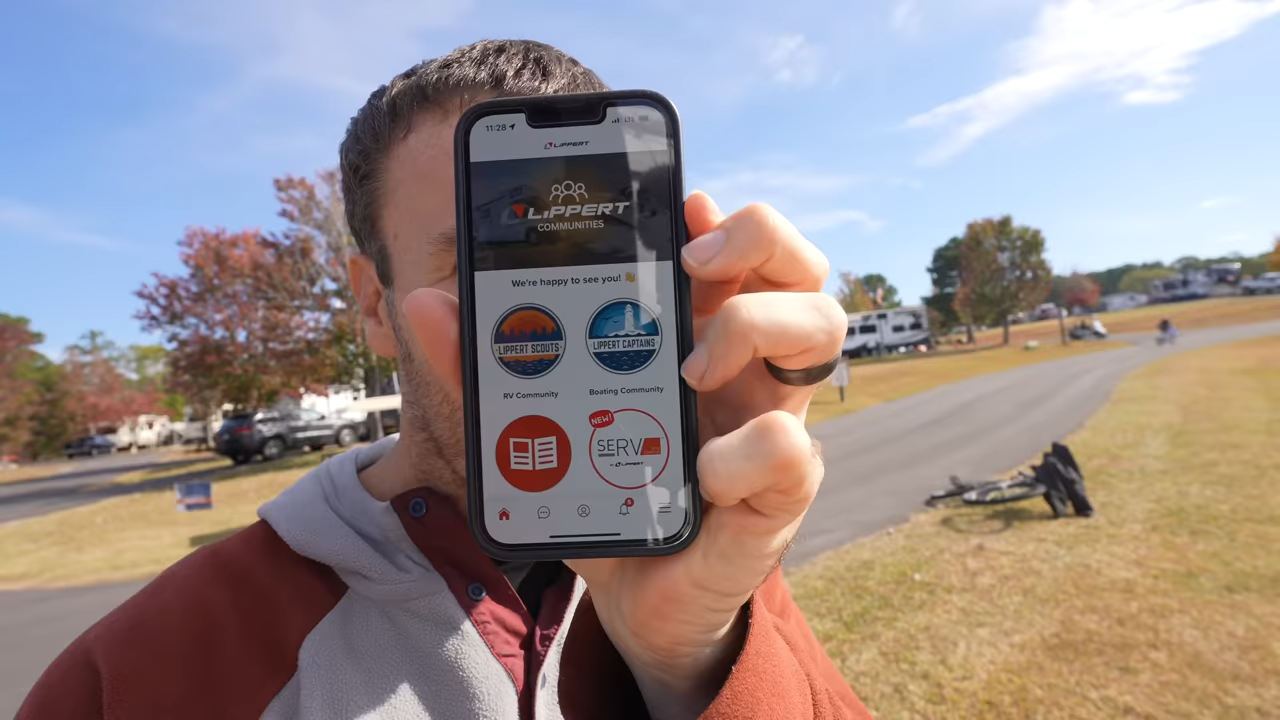 11:28
LIPPERT
LIPPERT
COMMUNITIES
We're happy to see you! 👋
LIPPERT SCOUTS
LIPPERT CAPTAINS
RV Community
Boating Community
NEW!
SERV
BY LIPPERT